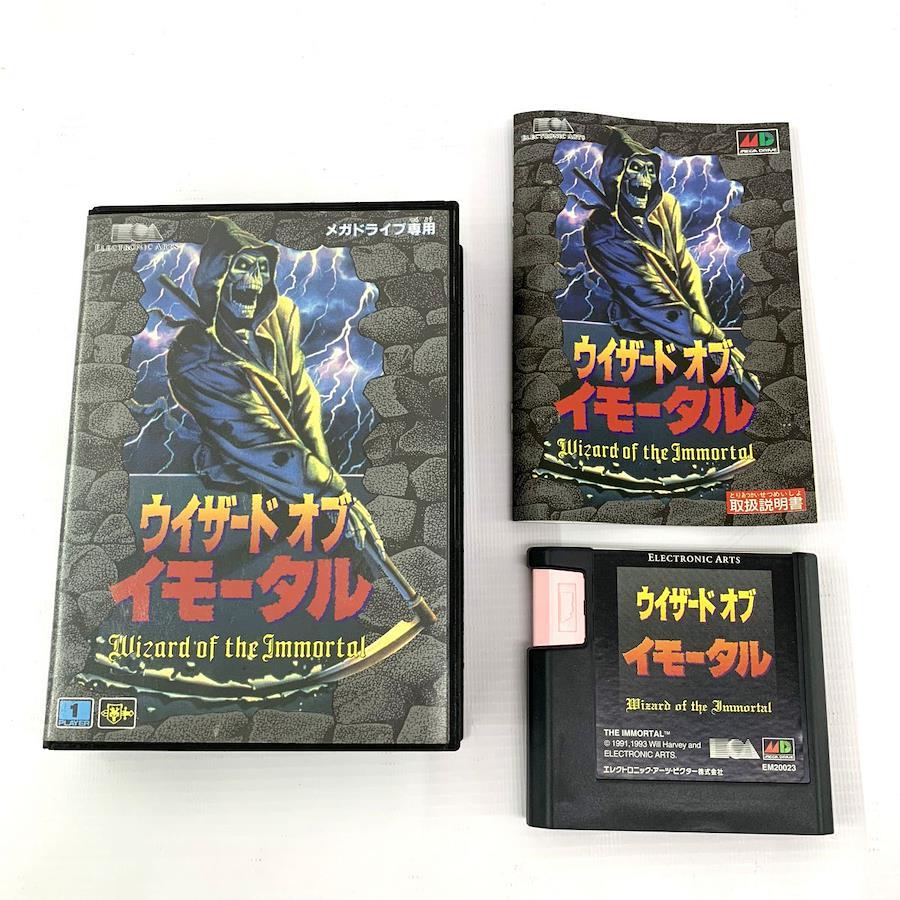 ELECTRONIC ARTS
メガドライブ専用
ウイザード オブ
イモータル
Wizard of the Immortal
1
PLAYER
ELECTRONIC ARTS
MEGA DRIVE
ウイザード オブ
イモータル
Wizard of the Immortal
とりあつかいせつめいしよ
取扱説明書
ELECTRONIC ARTS
ウイザード オブ
イモータル
Wizard of the Immortal
THE IMMORTAL™
© 1991,1993 Will Harvey and
ELECTRONIC ARTS.
MEGA DRIVE
エレクトロニック・アーツ・ビクター株式会社
EM20023